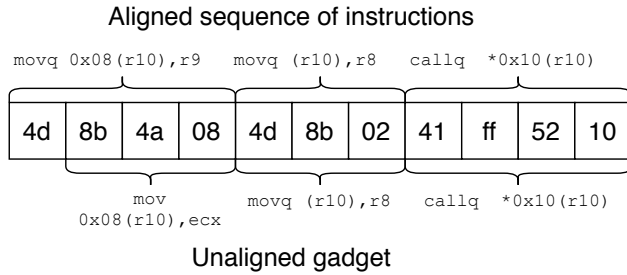 Aligned sequence of instructions
movq 0x08(r10),r9 movq (r10),r8 callq *0x10(r10)
4d 8b 4a 08 4d 8b 02 41 ff 52 10
mov movq (r10),r8 callq *0x10(r10)
0x08(r10),ecx
Unaligned gadget